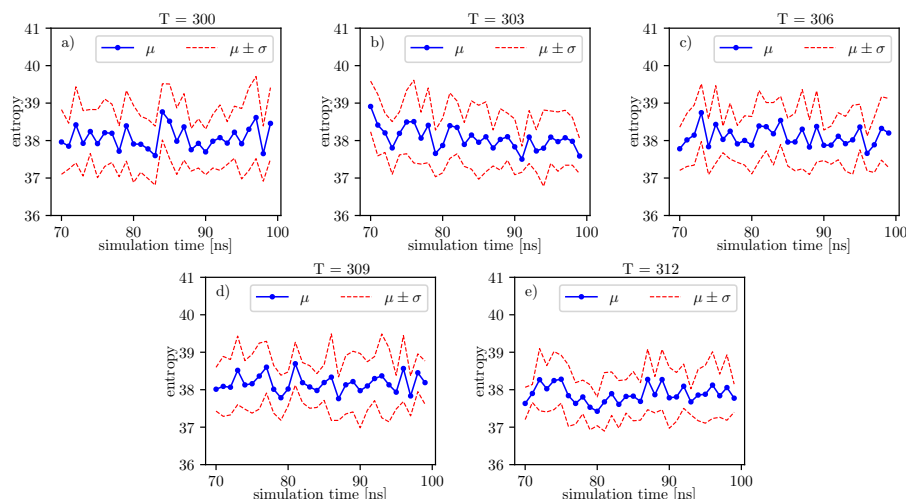 T = 300
a)
μ
μ ± σ
41
40
39
38
37
36
entropy
70
80
90
100
simulation time [ns]
T = 303
b)
μ
μ ± σ
41
40
39
38
37
36
entropy
70
80
90
100
simulation time [ns]
T = 306
c)
μ
μ ± σ
41
40
39
38
37
36
entropy
70
80
90
100
simulation time [ns]
T = 309
d)
μ
μ ± σ
41
40
39
38
37
36
entropy
70
80
90
100
simulation time [ns]
T = 312
e)
μ
μ ± σ
41
40
39
38
37
36
entropy
70
80
90
100
simulation time [ns]